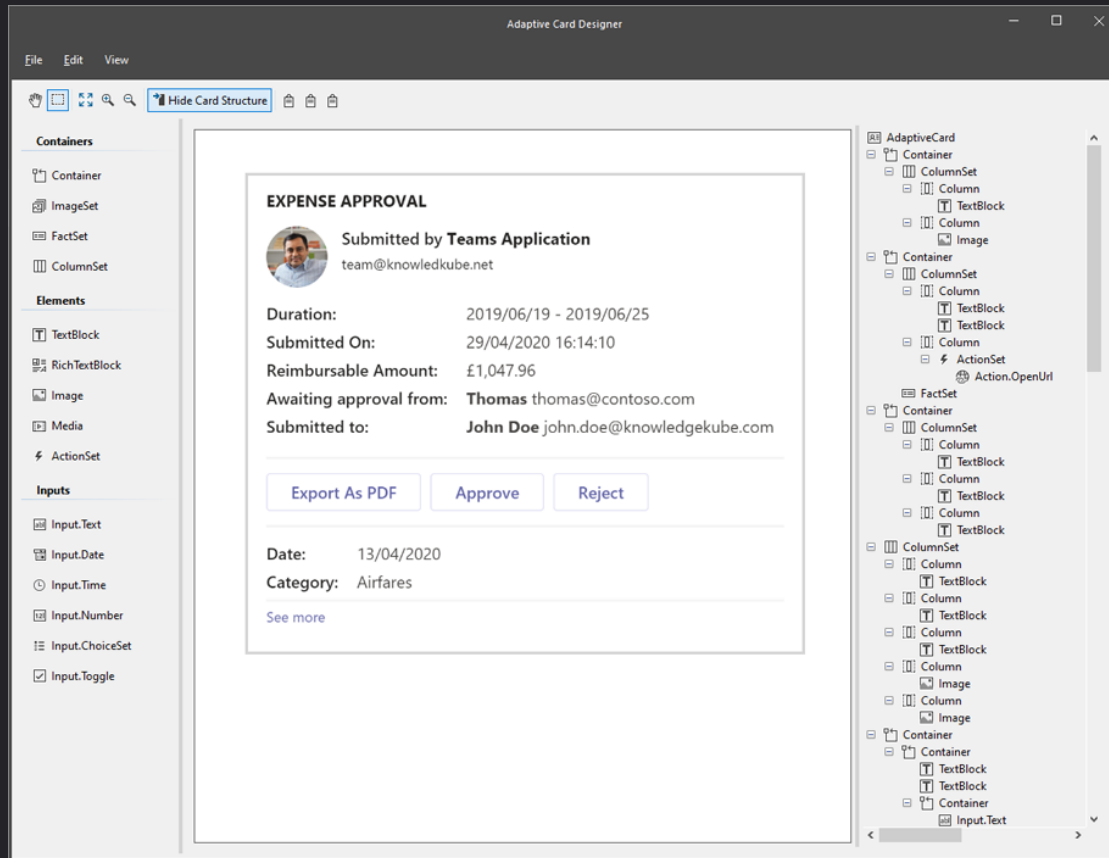 Adaptive Card Designer
File Edit View
Hide Card Structure
Containers
Container
ImageSet
FactSet
ColumnSet
Elements
TextBlock
RichTextBlock
Image
Media
ActionSet
Inputs
Input.Text
Input.Date
Input.Time
Input.Number
Input.ChoiceSet
Input.Toggle
EXPENSE APPROVAL
Submitted by Teams Application
team@knowledkube.net
Duration: 2019/06/19 - 2019/06/25
Submitted On: 29/04/2020 16:14:10
Reimbursable Amount: £1,047.96
Awaiting approval from: Thomas thomas@contoso.com
Submitted to: John Doe john.doe@knowledgekube.com
Export As PDF Approve Reject
Date: 13/04/2020
Category: Airfares
See more
AdaptiveCard
Container
ColumnSet
Column
TextBlock
Column
Image
Container
ColumnSet
Column
TextBlock
TextBlock
Column
ActionSet
Action.OpenUrl
FactSet
Container
ColumnSet
Column
TextBlock
Column
TextBlock
Column
TextBlock
ColumnSet
Column
TextBlock
Column
TextBlock
Column
TextBlock
Column
Image
Column
Image
Container
Container
TextBlock
TextBlock
Container
Input.Text